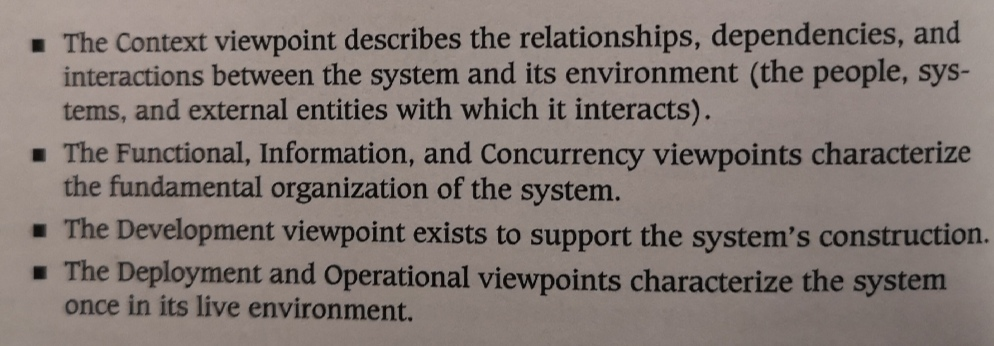 ▪ The Context viewpoint describes the relationships, dependencies, and
interactions between the system and its environment (the people, sys-
tems, and external entities with which it interacts).
▪ The Functional, Information, and Concurrency viewpoints characterize
the fundamental organization of the system.
▪ The Development viewpoint exists to support the system's construction.
▪ The Deployment and Operational viewpoints characterize the system
once in its live environment.